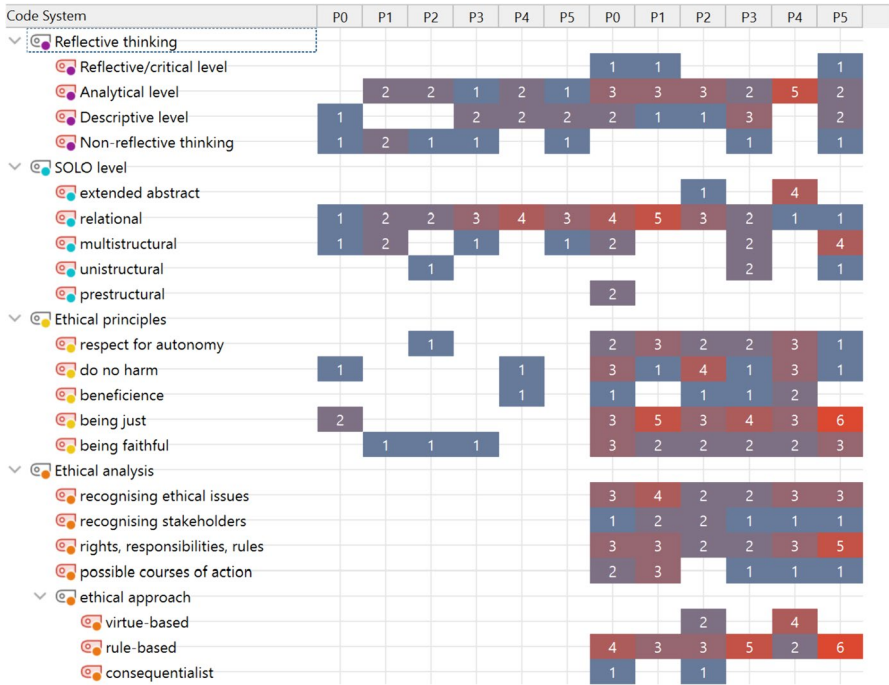 Code System P0 P1 P2 P3 P4 P5 P0 P1 P2 P3 P4 P5
Reflective thinking
Reflective/critical level 1 1 1
Analytical level 2 2 1 2 1 3 3 3 2 5 2
Descriptive level 1 2 2 2 2 1 1 3 2
Non-reflective thinking 1 2 1 1 1 1 1
SOLO level
extended abstract 1 4
relational 1 2 2 3 4 3 4 5 3 2 1 1
multistructural 1 2 1 1 2 2 4
unistructural 1 2 1
prestructural 2
Ethical principles
respect for autonomy 1 2 3 2 2 3 1
do no harm 1 1 3 1 4 1 3 1
beneficience 1 1 1 1 2
being just 2 3 5 3 4 3 6
being faithful 1 1 1 3 2 2 2 2 3
Ethical analysis
recognising ethical issues 3 4 2 2 3 3
recognising stakeholders 1 2 2 1 1 1
rights, responsibilities, rules 3 3 2 2 3 5
possible courses of action 2 3 1 1 1
ethical approach
virtue-based 2 4
rule-based 4 3 3 5 2 6
consequentialist 1 1